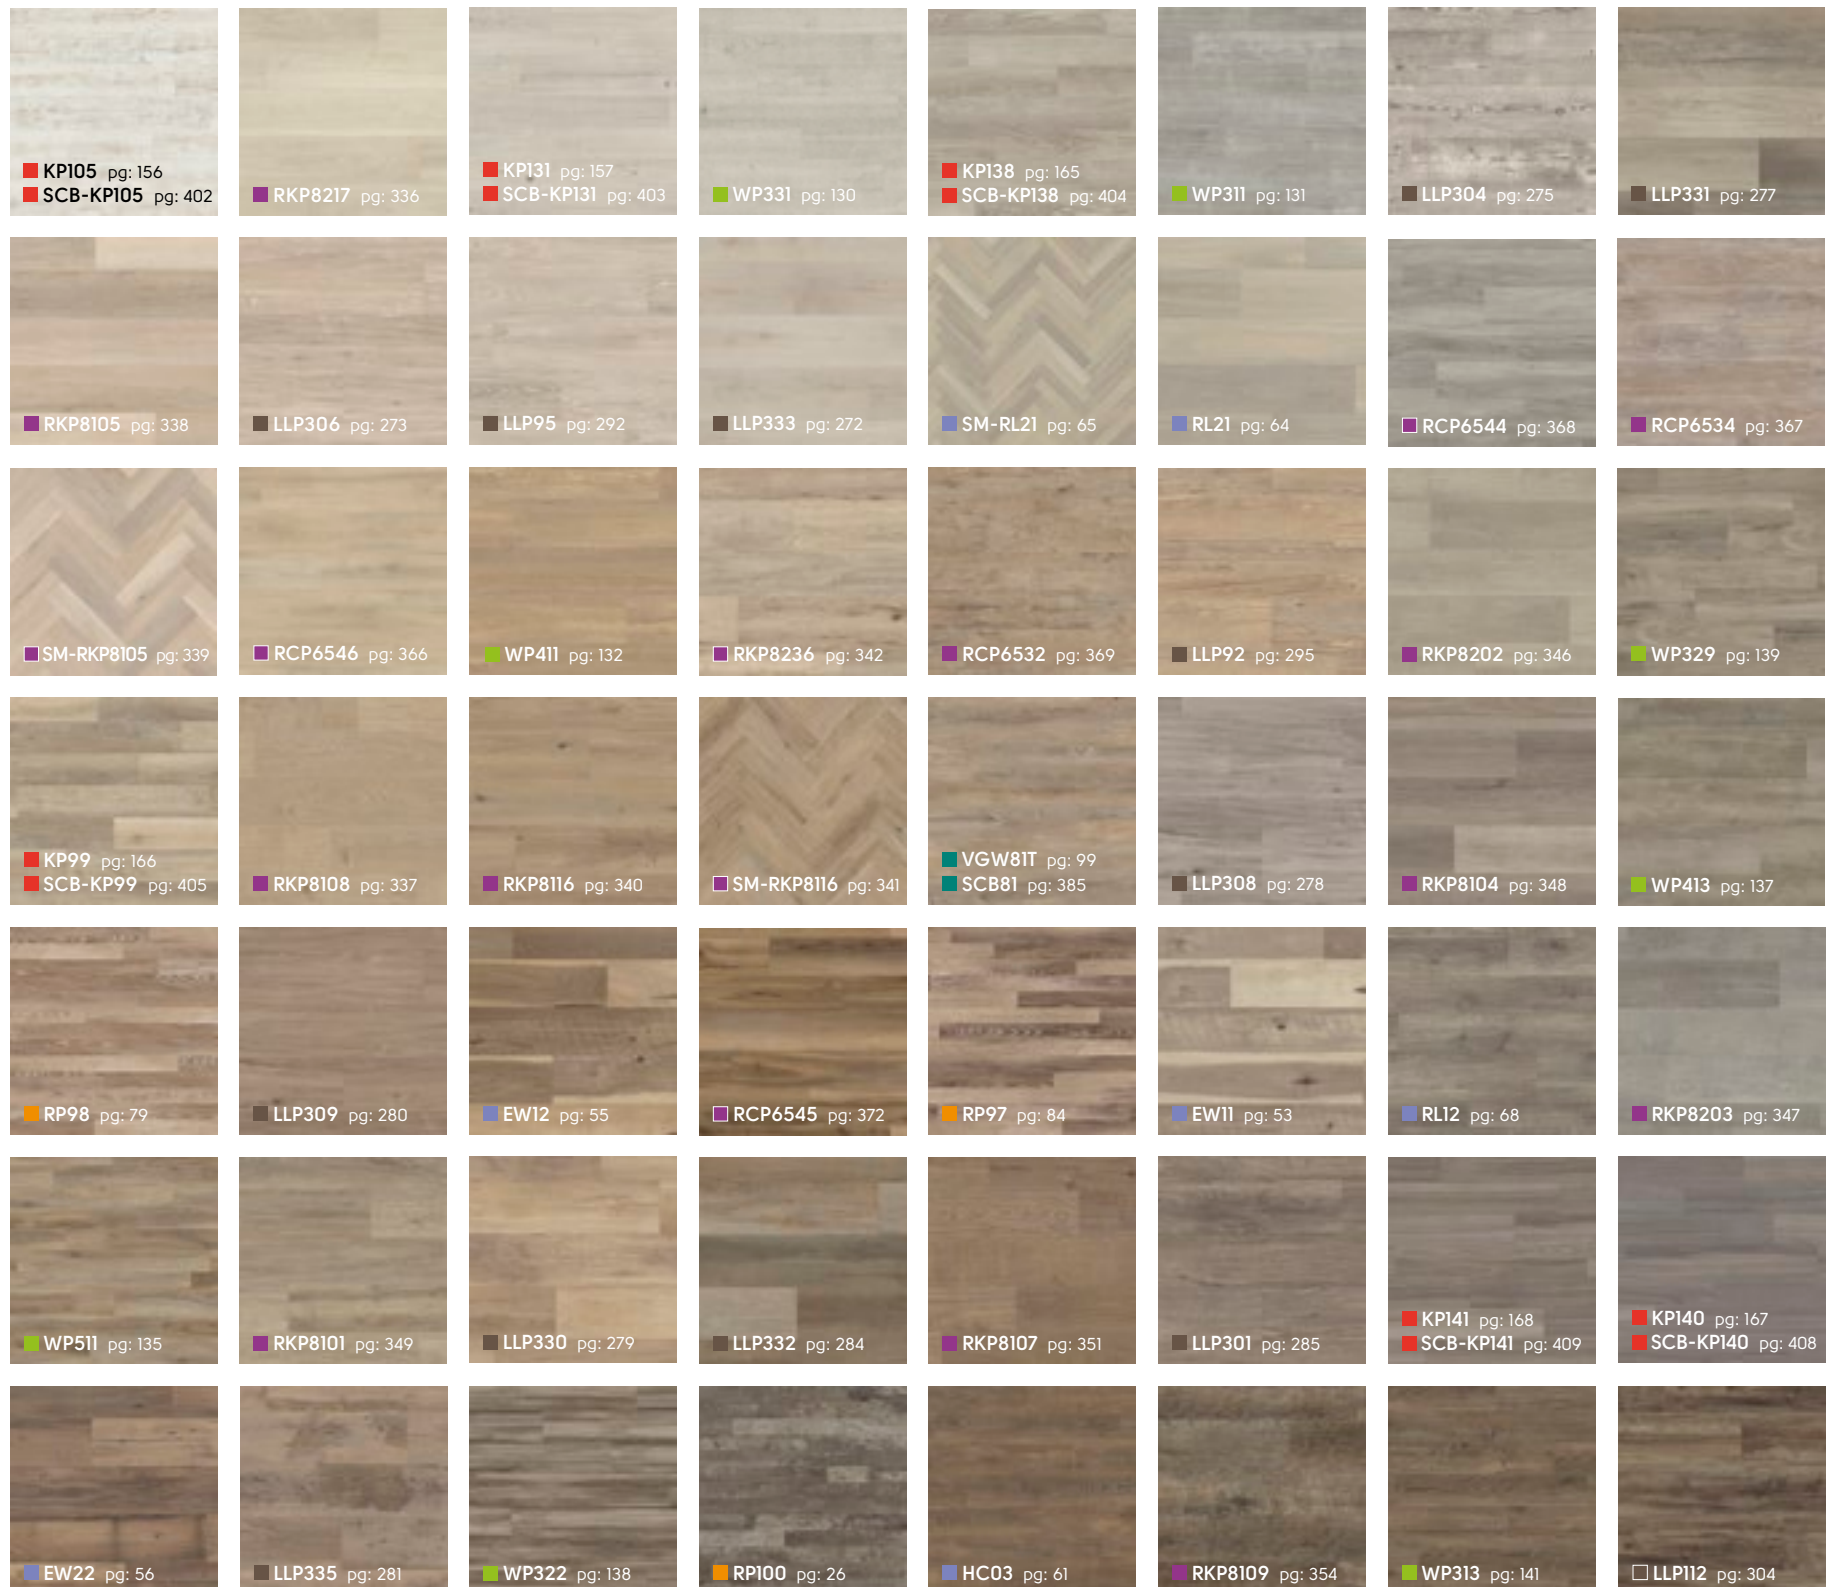 KP105 pg: 156
SCB-KP105 pg: 402
RKP8217 pg: 336
KP131 pg: 157
SCB-KP131 pg: 403
WP331 pg: 130
KP138 pg: 165
SCB-KP138 pg: 404
WP311 pg: 131
LLP304 pg: 275
LLP331 pg: 277
RKP8105 pg: 338
LLP306 pg: 273
LLP95 pg: 292
LLP333 pg: 272
SM-RL21 pg: 65
RL21 pg: 64
RCP6544 pg: 368
RCP6534 pg: 367
SM-RKP8105 pg: 339
RCP6546 pg: 366
WP411 pg: 132
RKP8236 pg: 342
RCP6532 pg: 369
LLP92 pg: 295
RKP8202 pg: 346
WP329 pg: 139
KP99 pg: 166
SCB-KP99 pg: 405
RKP8108 pg: 337
RKP8116 pg: 340
SM-RKP8116 pg: 341
VGW81T pg: 99
SCB81 pg: 385
LLP308 pg: 278
RKP8104 pg: 348
WP413 pg: 137
RP98 pg: 79
LLP309 pg: 280
EW12 pg: 55
RCP6545 pg: 372
RP97 pg: 84
EW11 pg: 53
RL12 pg: 68
RKP8203 pg: 347
WP511 pg: 135
RKP8101 pg: 349
LLP330 pg: 279
LLP332 pg: 284
RKP8107 pg: 351
LLP301 pg: 285
KP141 pg: 168
SCB-KP141 pg: 409
KP140 pg: 167
SCB-KP140 pg: 408
EW22 pg: 56
LLP335 pg: 281
WP322 pg: 138
RP100 pg: 26
HC03 pg: 61
RKP8109 pg: 354
WP313 pg: 141
LLP112 pg: 304